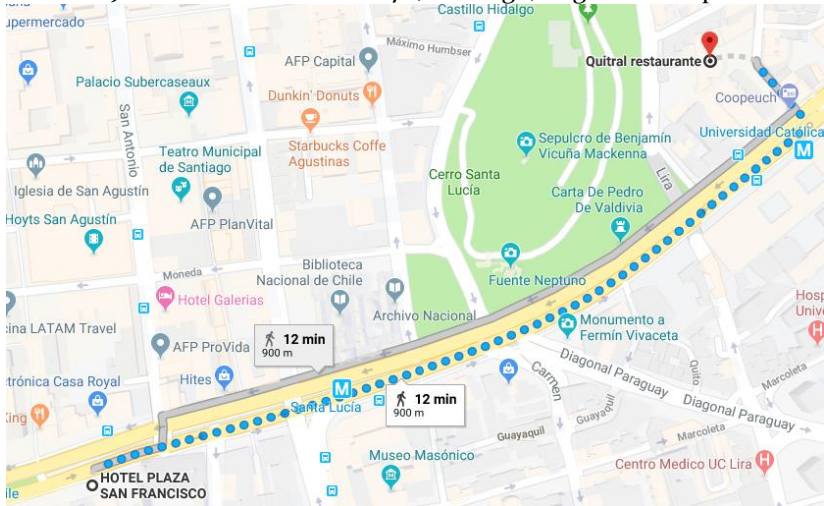 Castillo Hidalgo
upermercado
Máximo Humbser
AFP Capital
Quitral restaurante
Palacio Subercaseaux
Dunkin' Donuts
Coopeuch
San Antonio
Universidad Católica
Starbucks Coffe
Agustinas
Sepulcro de Benjamín
Vicuña Mackenna
M
Teatro Municipal
de Santiago
Cerro Santa
Lucía
Lira
Iglesia de San Agustín
Carta De Pedro
De Valdivia
Hoyts San Agustín
AFP PlanVital
Biblioteca
Nacional de Chile
Moneda
Fuente Neptuno
Hotel Galerias
Archivo Nacional
Hosp
Unive
H
cina LATAM Travel
12 min
900 m
Monumento a
Fermín Vivaceta
AFP ProVida
Quito
Marcoleta
trónica Casa Royal
Hites
M
12 min
900 m
Carmen
Diagonal Paraguay
Diagonal Paraguay
King
Santa Lucía
Guayaquil
Guayaquil
Marcoleta
Museo Masónico
Centro Medico UC Lira
H
HOTEL PLAZA
SAN FRANCISCO
lle